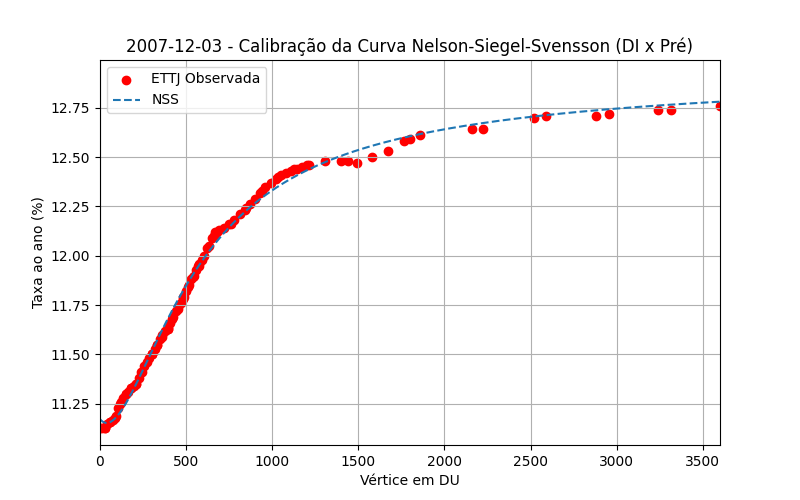 2007-12-03 - Calibração da Curva Nelson-Siegel-Svensson (DI x Pré)
ETTJ Observada
NSS
Taxa ao ano (%)
12.75
12.50
12.25
12.00
11.75
11.50
11.25
0 500 1000 1500 2000 2500 3000 3500
Vértice em DU